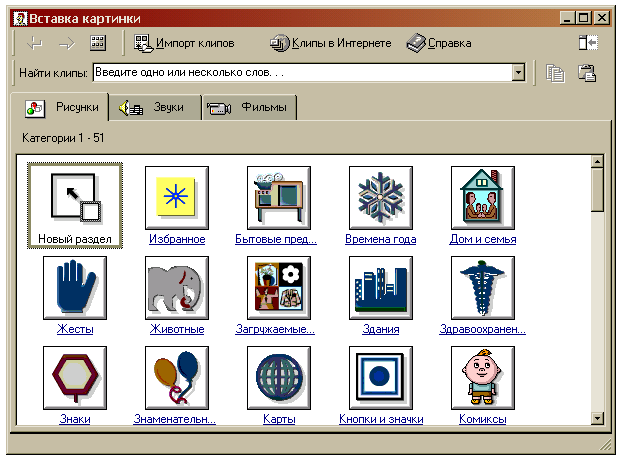 Вставка картинки
Импорт клипов Клипы в Интернете Справка
Найти клипы: Введите одно или несколько слов. . .
Рисунки Звуки Фильмы
Категории 1 - 51
Новый раздел Избранное Бытовые пред... Времена года Дом и семья
Жесты Животные Загружаемые... Здания Здравоохранен...
Знаки Знаменательн... Карты Кнопки и значки Комиксы